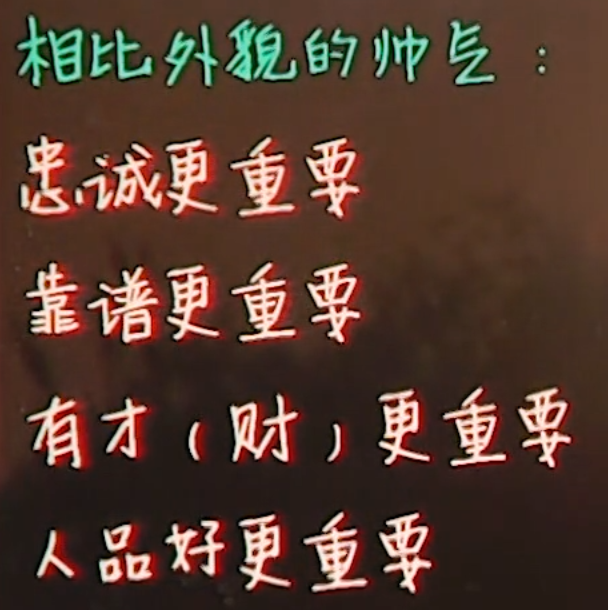 相比外貌的帅气：
忠诚更重要
靠谱更重要
有才（财）更重要
人品好更重要